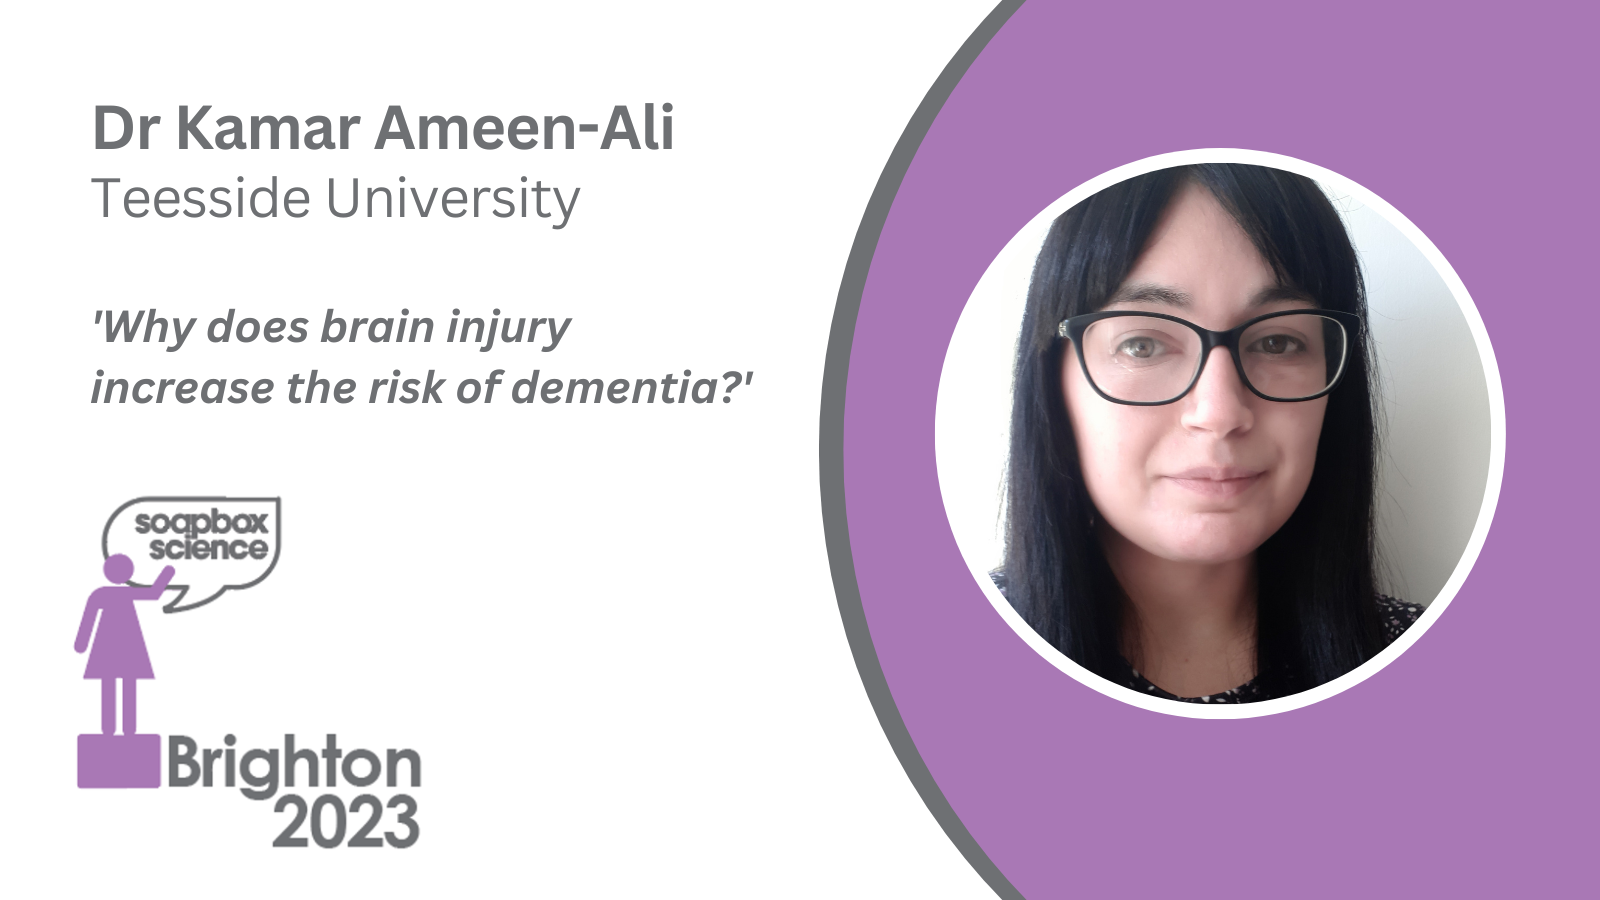 Dr Kamar Ameen-Ali
Teesside University
'Why does brain injury
increase the risk of dementia?'
soapbox
science
Brighton
2023